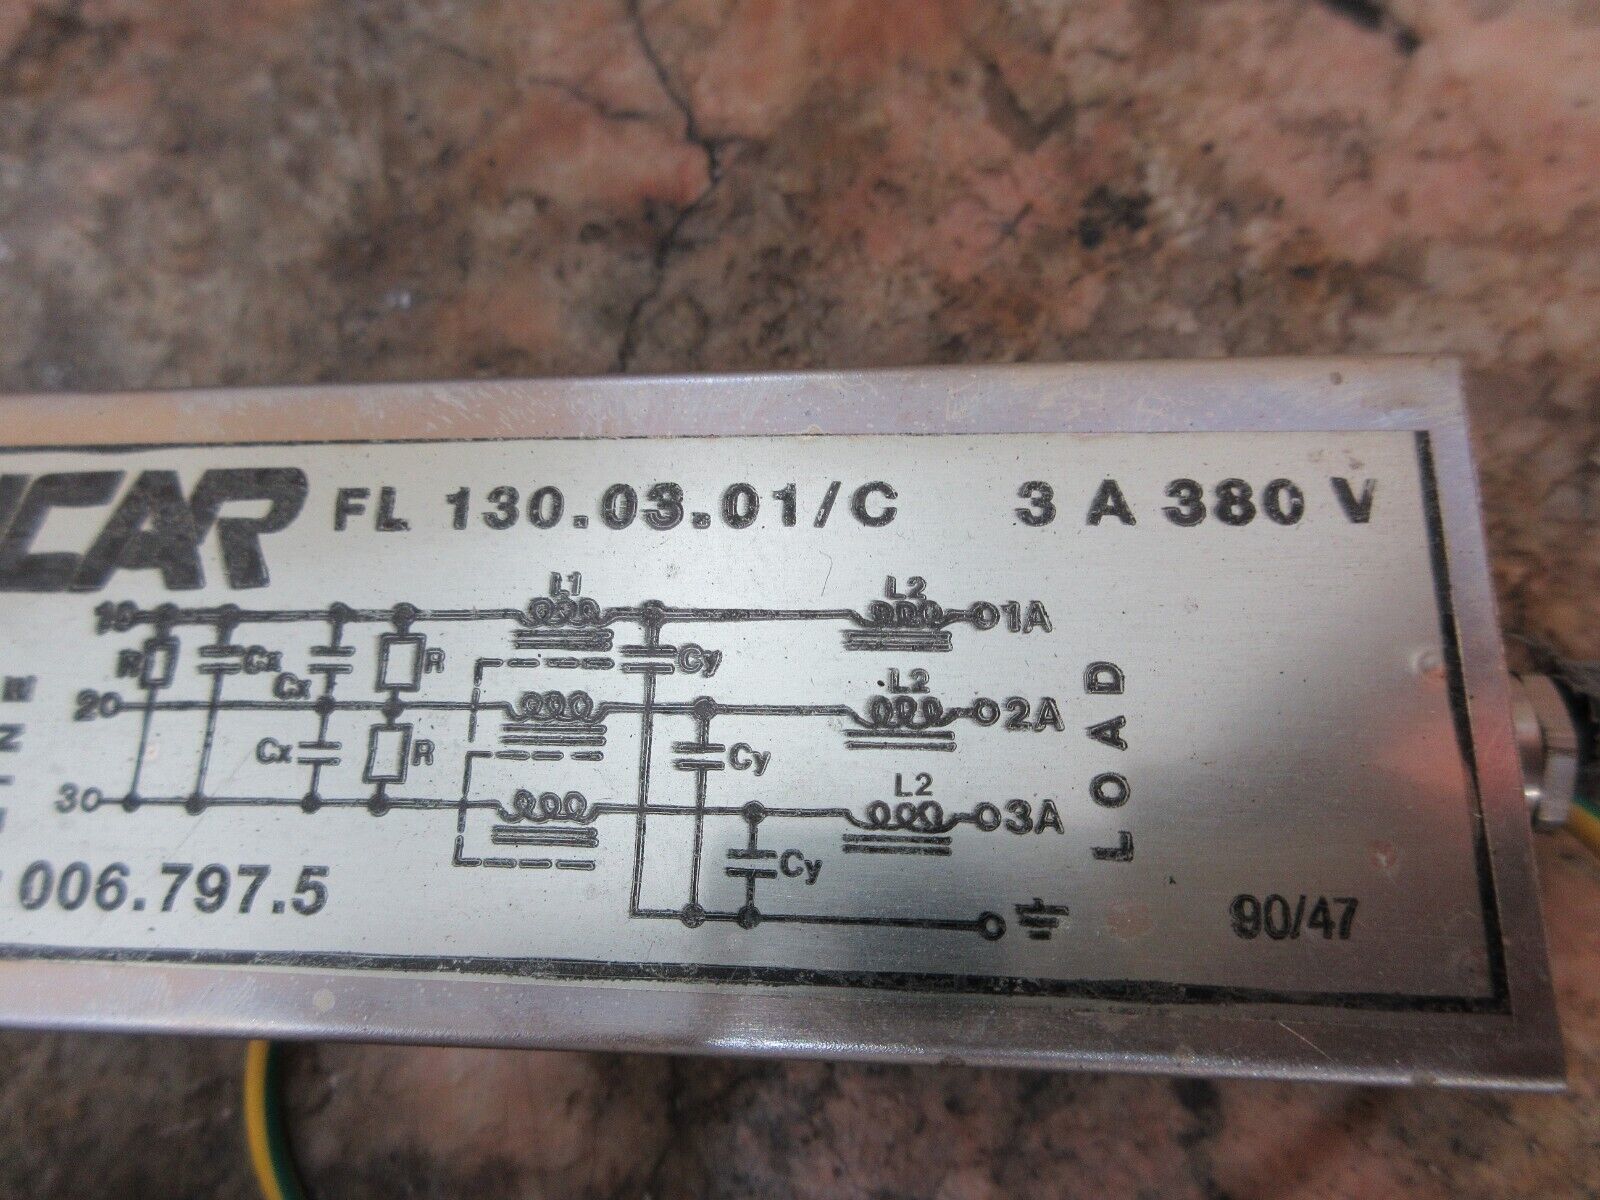 CAR FL 130.03.01/C 3 A 380 V
L1 L2
1 1A
R Cx Cx R Cy
L2
2 2A
Cx R Cy
L2
3 3A
Cy
LOAD
006.797.5
90/47